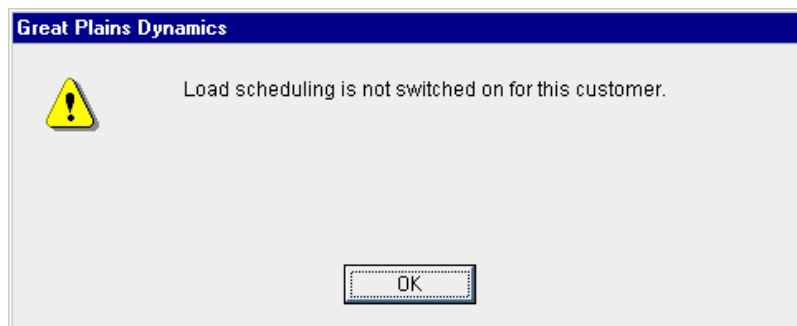 Great Plains Dynamics
Load scheduling is not switched on for this customer.
OK